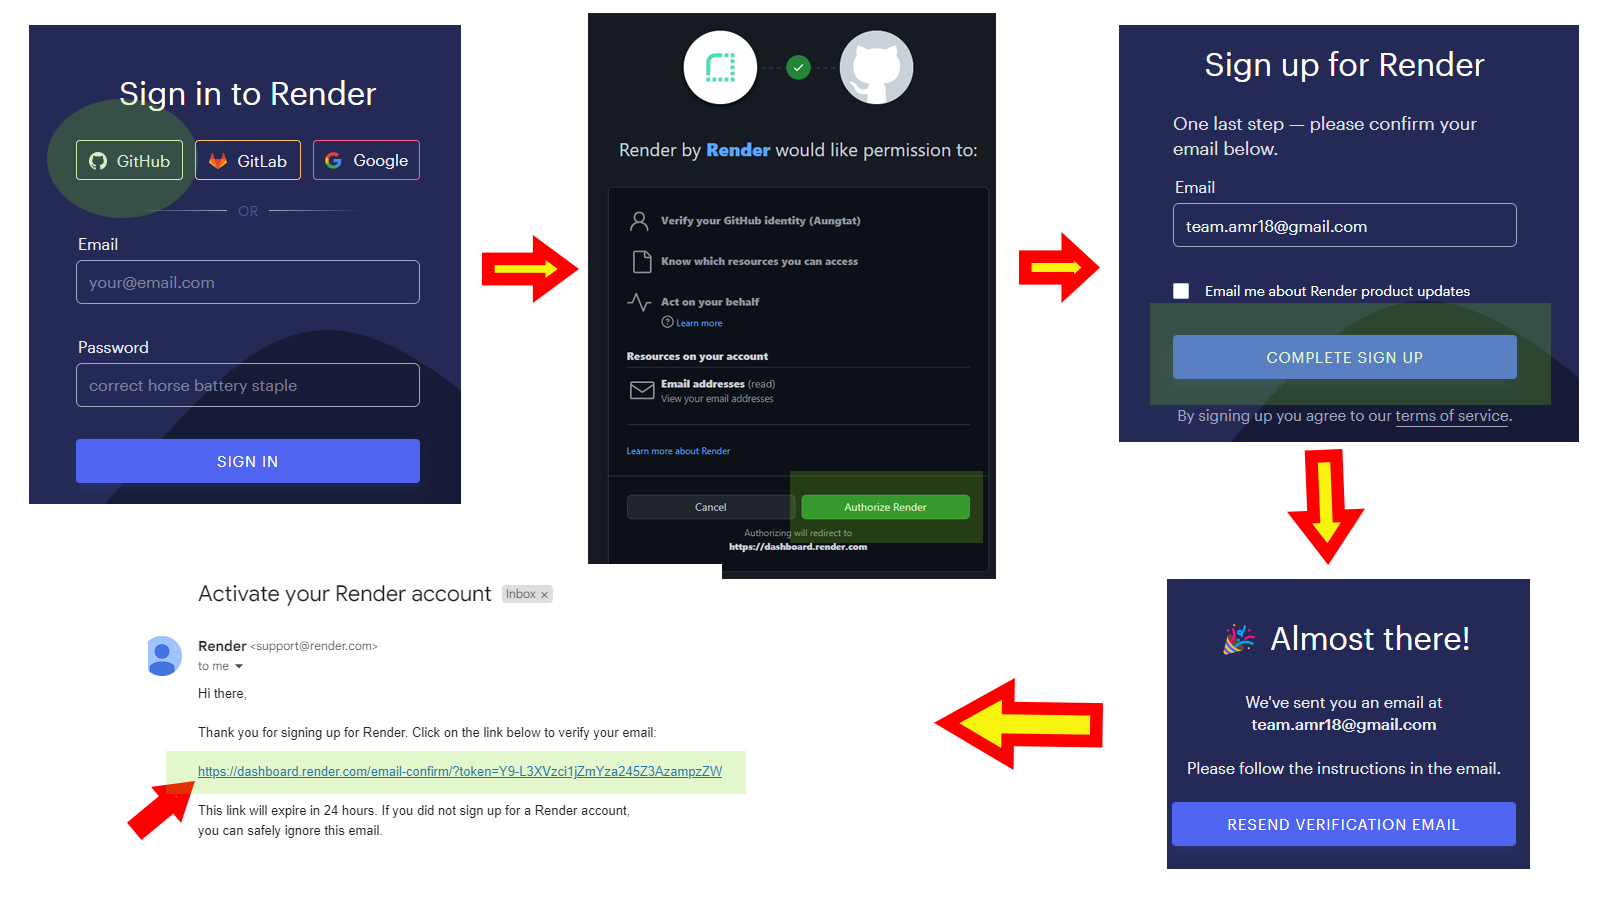 Sign in to Render
GitHub
GitLab
Google
OR
Email
your@email.com
Password
correct horse battery staple
SIGN IN
Render by Render would like permission to:
Verify your GitHub identity (Aungtat)
Know which resources you can access
Act on your behalf
Learn more
Resources on your account
Email addresses (read)
View your email addresses
Learn more about Render
Cancel
Authorize Render
Authorizing will redirect to
https://dashboard.render.com
Sign up for Render
One last step — please confirm your
email below.
Email
team.amr18@gmail.com
Email me about Render product updates
COMPLETE SIGN UP
By signing up you agree to our terms of service.
Almost there!
We've sent you an email at
team.amr18@gmail.com
Please follow the instructions in the email.
RESEND VERIFICATION EMAIL
Activate your Render account Inbox ×
Render <support@render.com>
to me
Hi there,
Thank you for signing up for Render. Click on the link below to verify your email:
https://dashboard.render.com/email-confirm/?token=Y9-L3XVzci1jZmYza245Z3AzampzZW
This link will expire in 24 hours. If you did not sign up for a Render account,
you can safely ignore this email.